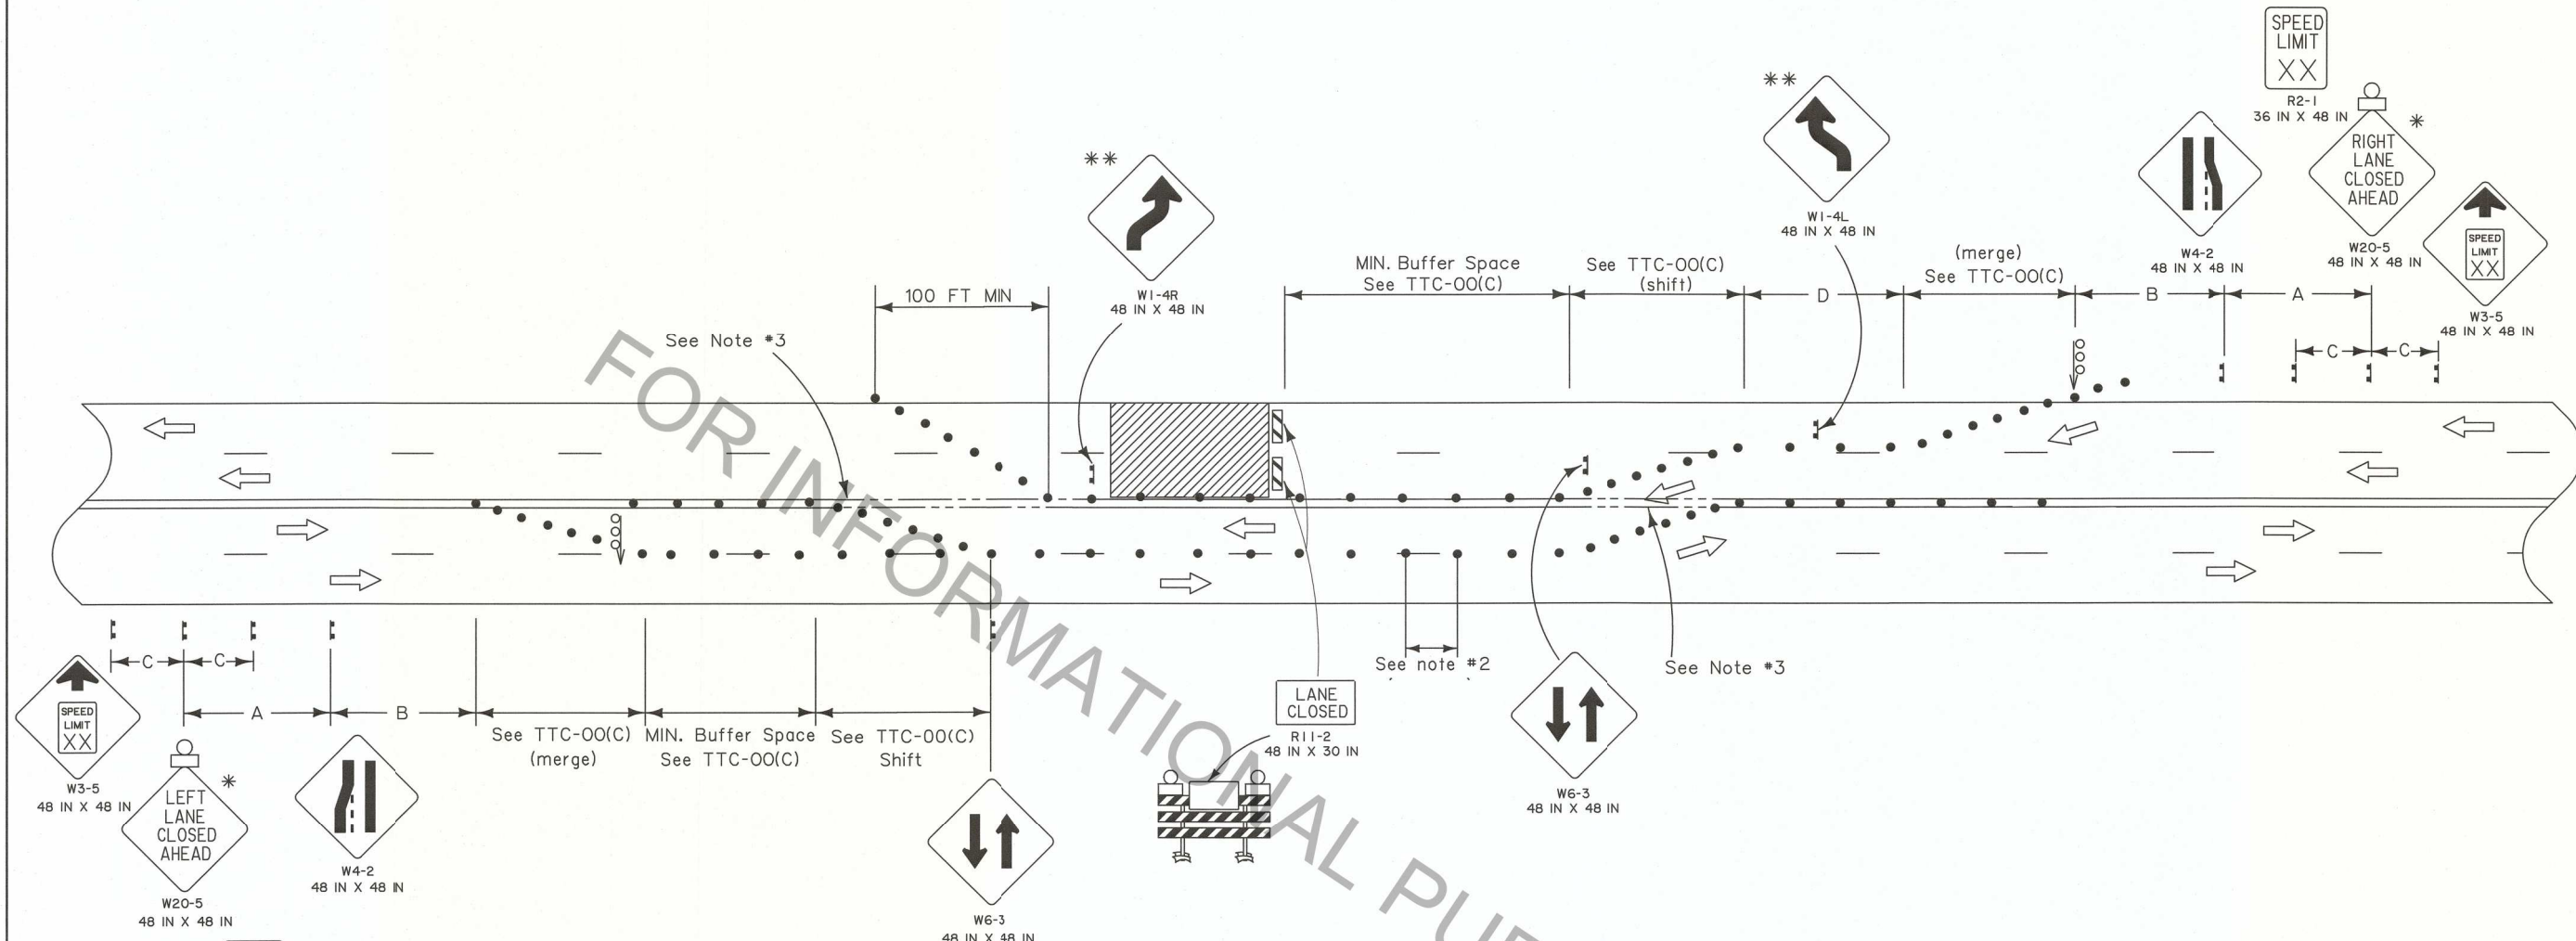 SPEED
LIMIT
XX
R2-1
36 IN X 48 IN
**
W1-4L
48 IN X 48 IN
*
RIGHT
LANE
CLOSED
AHEAD
W20-5
48 IN X 48 IN
W4-2
48 IN X 48 IN
SPEED
LIMIT
XX
W3-5
48 IN X 48 IN
**
W1-4R
48 IN X 48 IN
100 FT MIN
MIN. Buffer Space
See TTC-00(C)
See TTC-00(C)
(shift)
D
(merge)
See TTC-00(C)
B
A
C
C
See Note #3
FOR INFORMATIONAL PUR
C
C
A
B
See TTC-00(C)
(merge)
MIN. Buffer Space
See TTC-00(C)
See TTC-00(C)
Shift
See note #2
See Note #3
SPEED
LIMIT
XX
W3-5
48 IN X 48 IN
*
LEFT
LANE
CLOSED
AHEAD
W20-5
48 IN X 48 IN
W4-2
48 IN X 48 IN
W6-3
48 IN X 48 IN
LANE
CLOSED
R11-2
48 IN X 30 IN
W6-3
48 IN X 48 IN